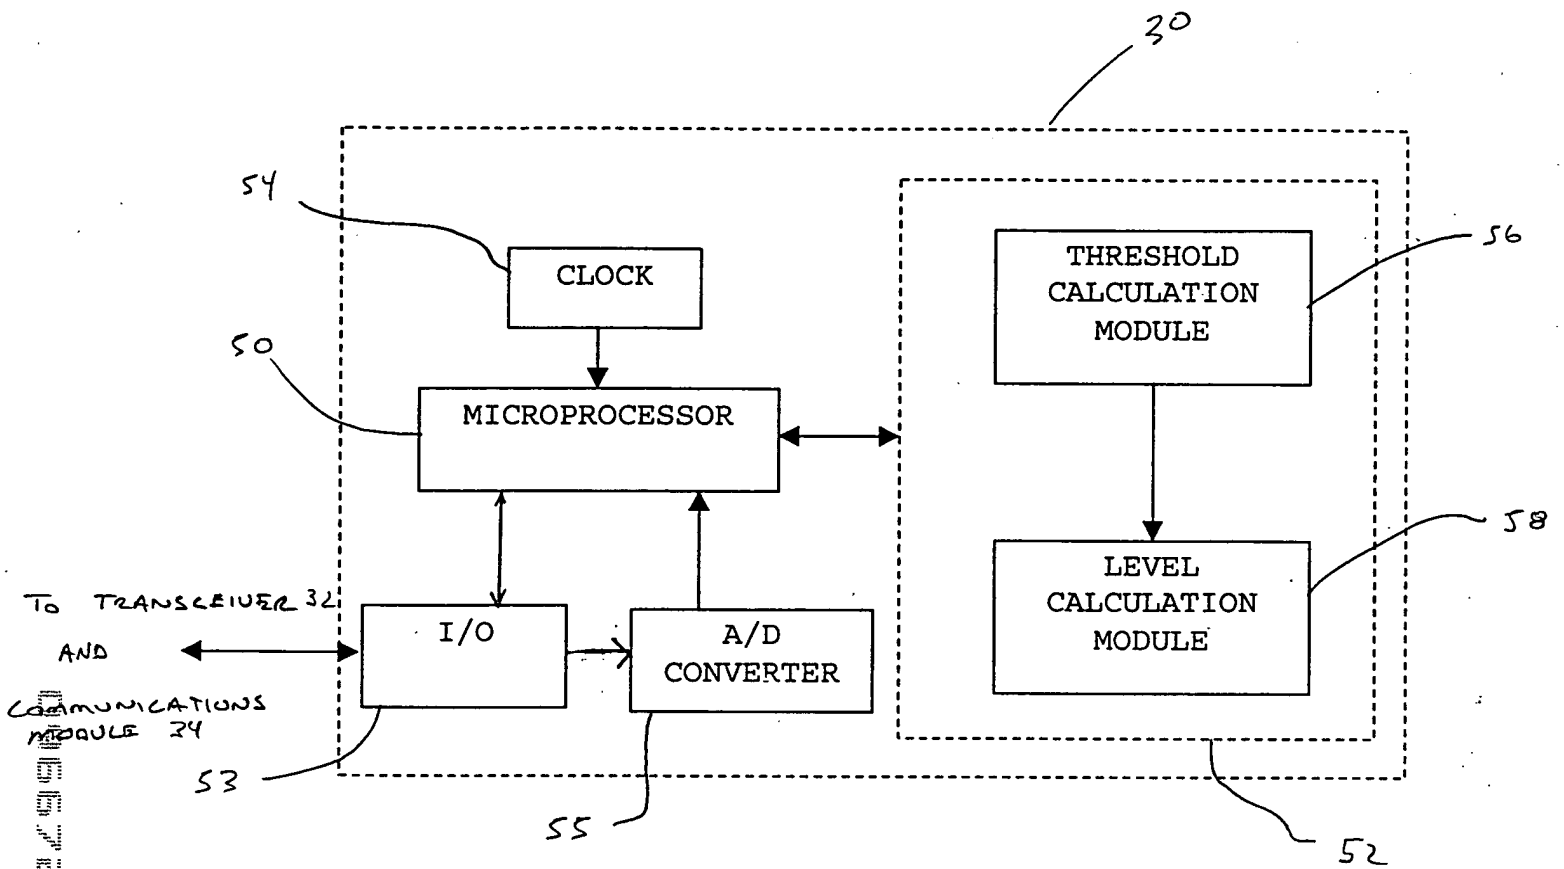 30
54
CLOCK
THRESHOLD
CALCULATION
MODULE
56
50
MICROPROCESSOR
LEVEL
CALCULATION
MODULE
58
TO TRANSCEIVER 32
AND
COMMUNICATIONS
MODULE 34
I/O
A/D
CONVERTER
53
55
52